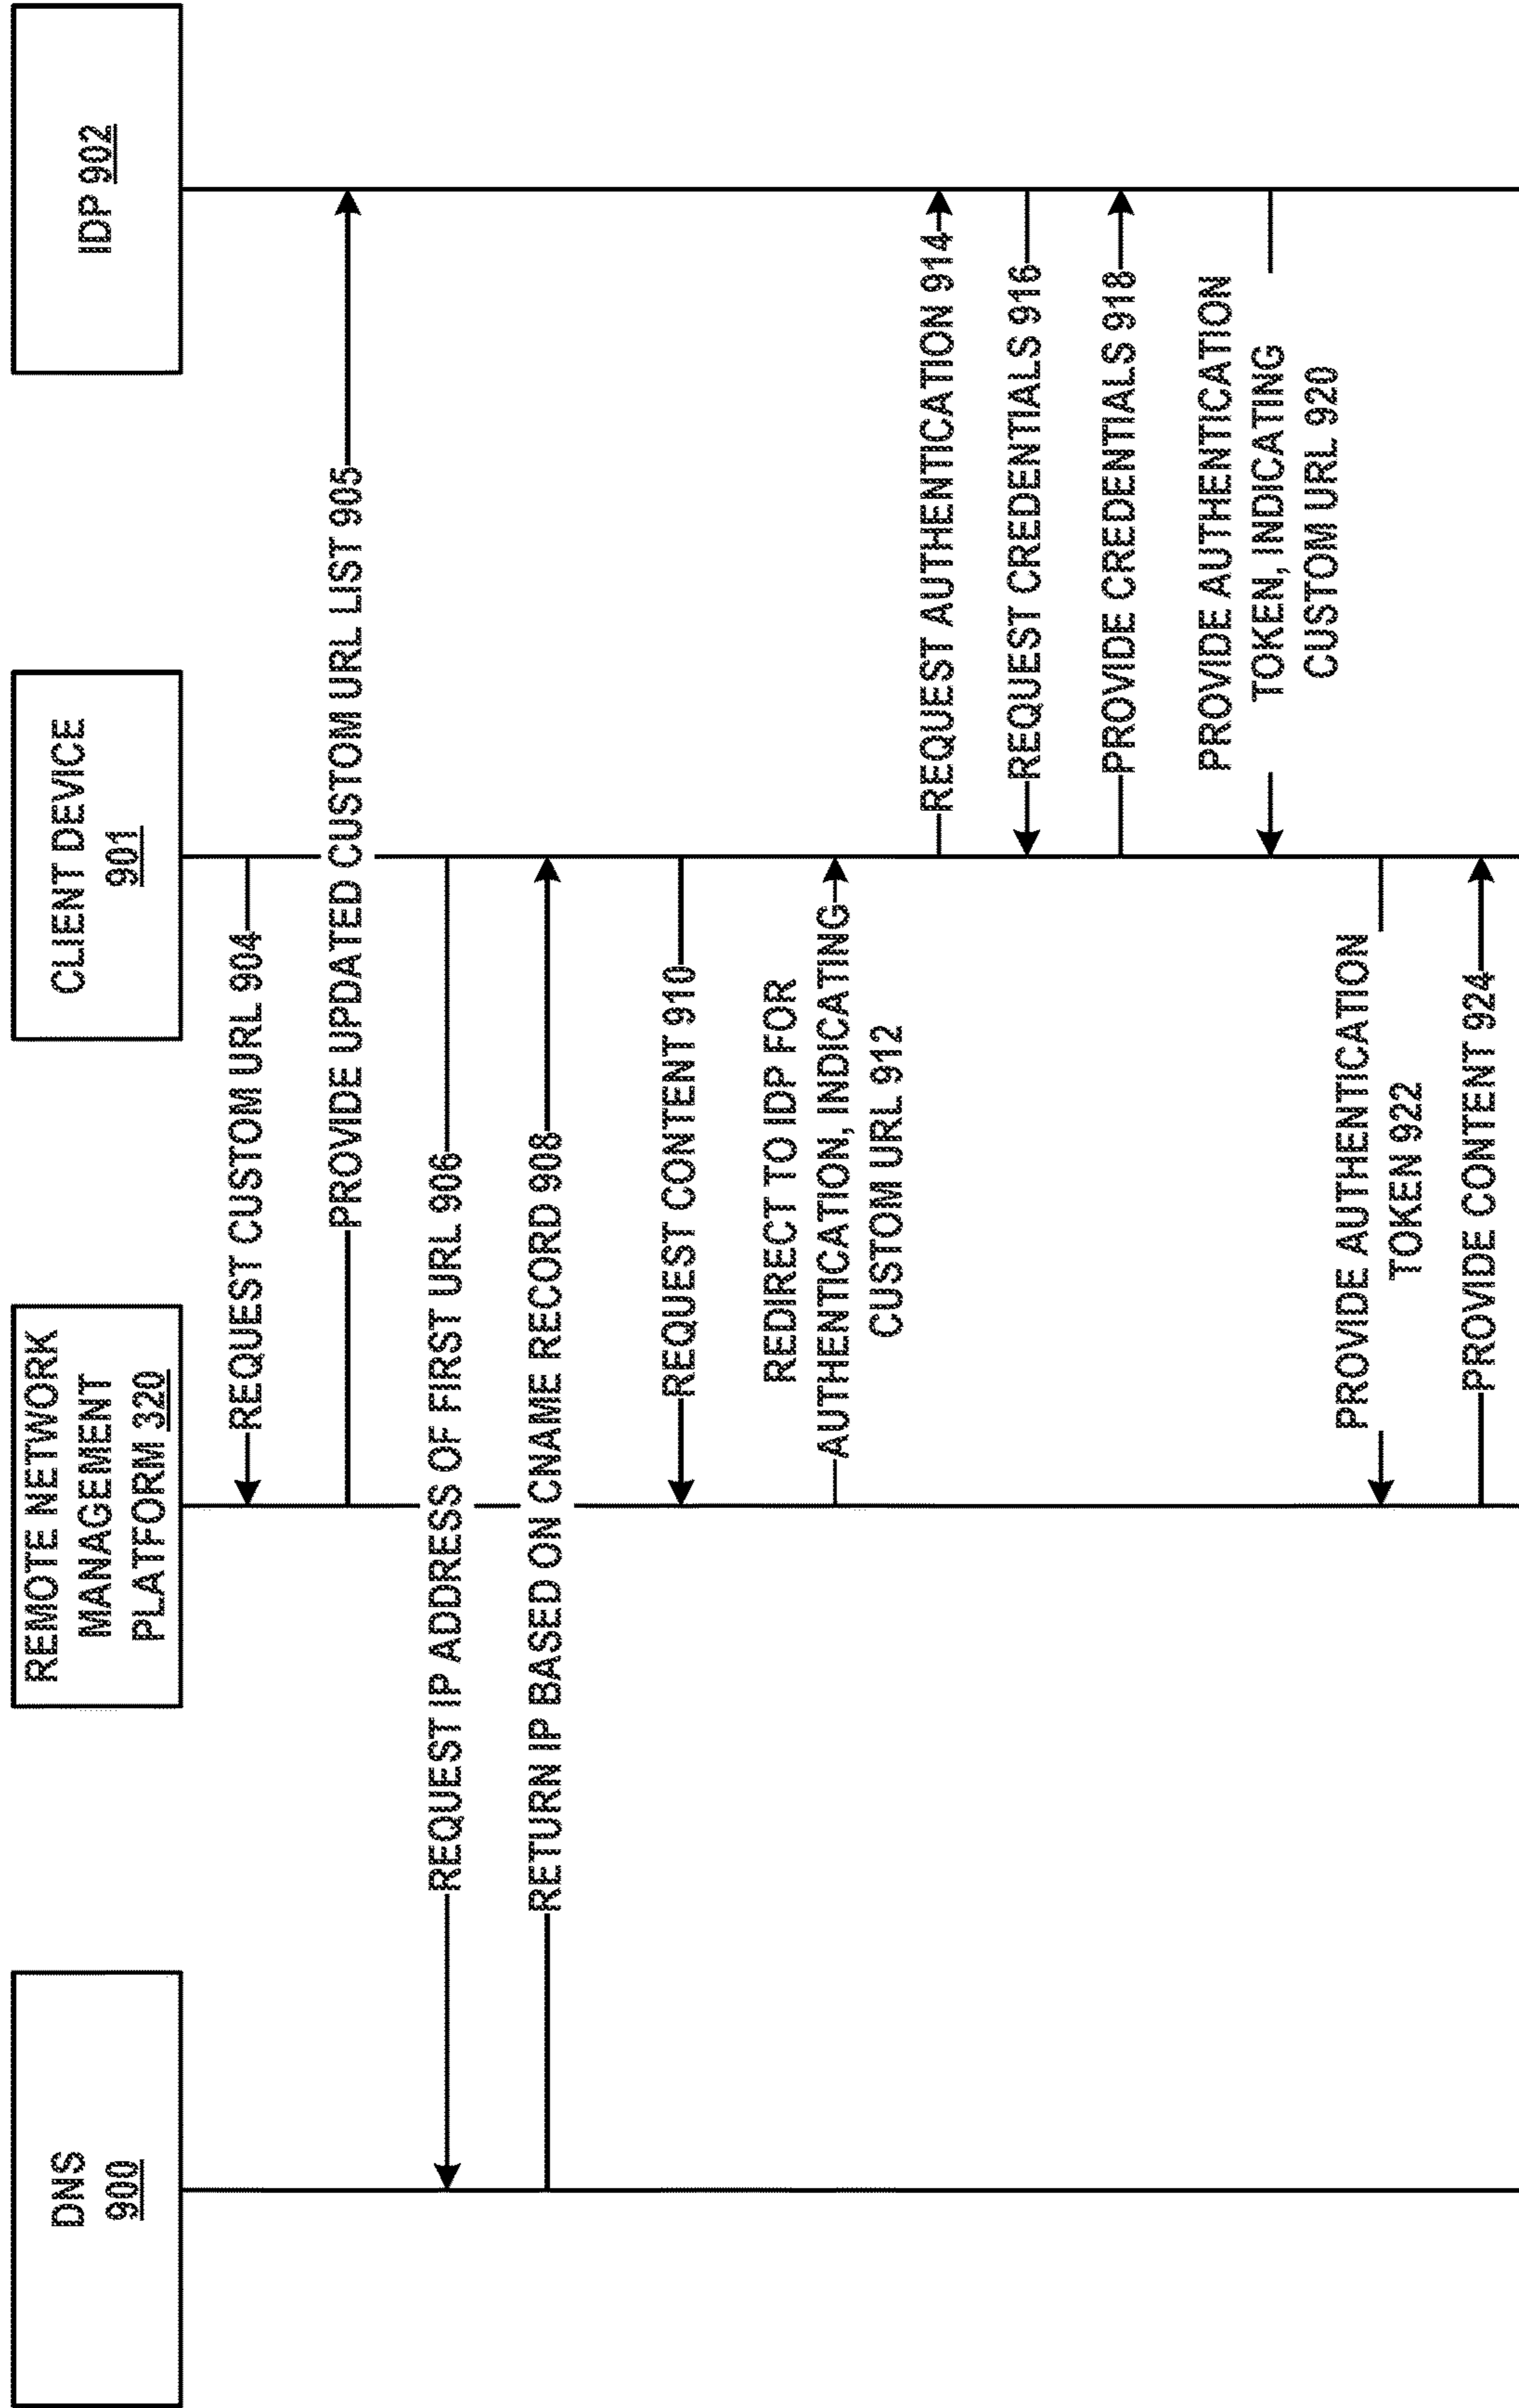 DNS
900
REMOTE NETWORK
MANAGEMENT
PLATFORM 320
CLIENT DEVICE
901
IDP 902
REQUEST CUSTOM URL 904
PROVIDE UPDATED CUSTOM URL LIST 905
REQUEST IP ADDRESS OF FIRST URL 906
RETURN IP BASED ON CNAME RECORD 908
REQUEST CONTENT 910
REDIRECT TO IDP FOR
AUTHENTICATION, INDICATING
CUSTOM URL 912
REQUEST AUTHENTICATION 914
REQUEST CREDENTIALS 916
PROVIDE CREDENTIALS 918
PROVIDE AUTHENTICATION
TOKEN, INDICATING
CUSTOM URL 920
PROVIDE AUTHENTICATION
TOKEN 922
PROVIDE CONTENT 924